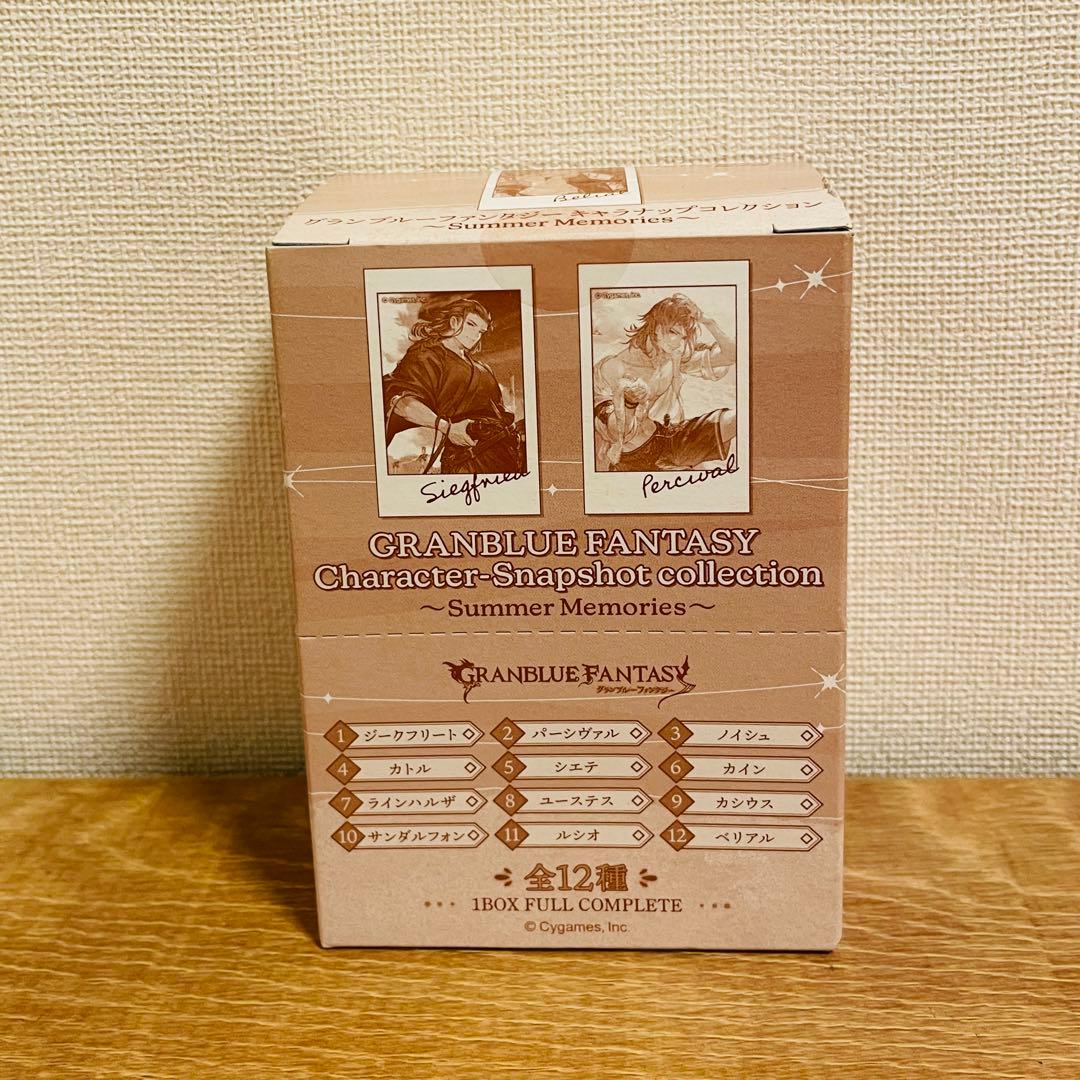 Belial
グランブルーファンタジー キャラナップコレクション
～Summer Memories～
© Cygames, Inc.
© Cygames, Inc.
Siegfried
Percival
GRANBLUE FANTASY
Character-Snapshot collection
～Summer Memories～
GRANBLUE FANTASY
グランブルーファンタジー
1 ジークフリート
2 パーシヴァル
3 ノイシュ
4 カトル
5 シエテ
6 カイン
7 ラインハルザ
8 ユーステス
9 カシウス
10 サンダルフォン
11 ルシオ
12 ベリアル
全12種
1BOX FULL COMPLETE
© Cygames, Inc.